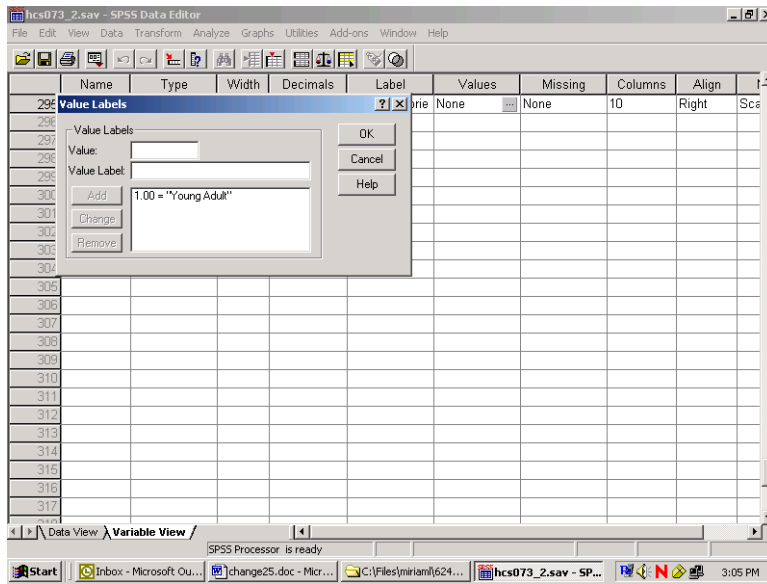 hcs073_2.sav - SPSS Data Editor
File Edit View Data Transform Analyze Graphs Utilities Add-ons Window Help
Name Type Width Decimals Label Values Missing Columns Align
295 brie None ... None 10 Right Sca
Value Labels
Value Labels
Value:
Value Label:
Add
Change
Remove
1.00 = "Young Adult"
OK
Cancel
Help
296
297
298
299
300
301
302
303
304
305
306
307
308
309
310
311
312
313
314
315
316
317
Data View Variable View
SPSS Processor is ready
Start Inbox - Microsoft Ou... change25.doc - Micr... C:\Files\miriaml\624... hcs073_2.sav - SP... 3:05 PM